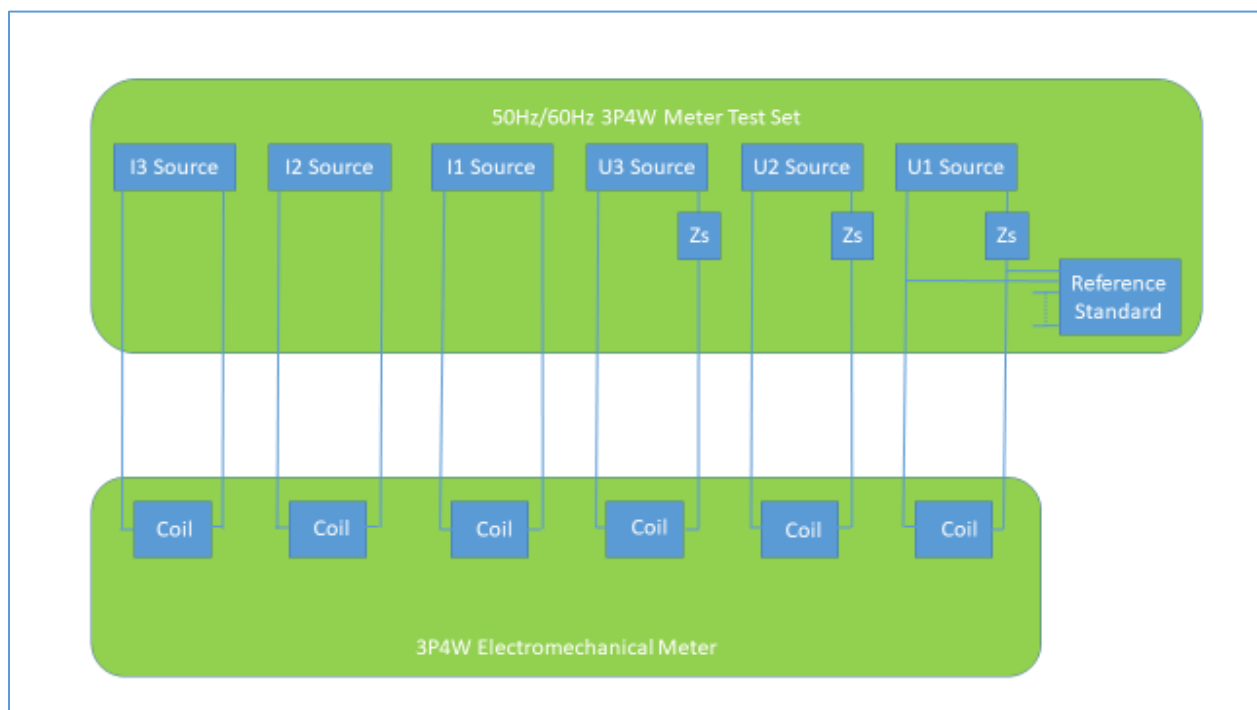 50Hz/60Hz 3P4W Meter Test Set
I3 Source
I2 Source
I1 Source
U3 Source
U2 Source
U1 Source
Zs
Zs
Zs
Reference
Standard
Coil
Coil
Coil
Coil
Coil
Coil
3P4W Electromechanical Meter